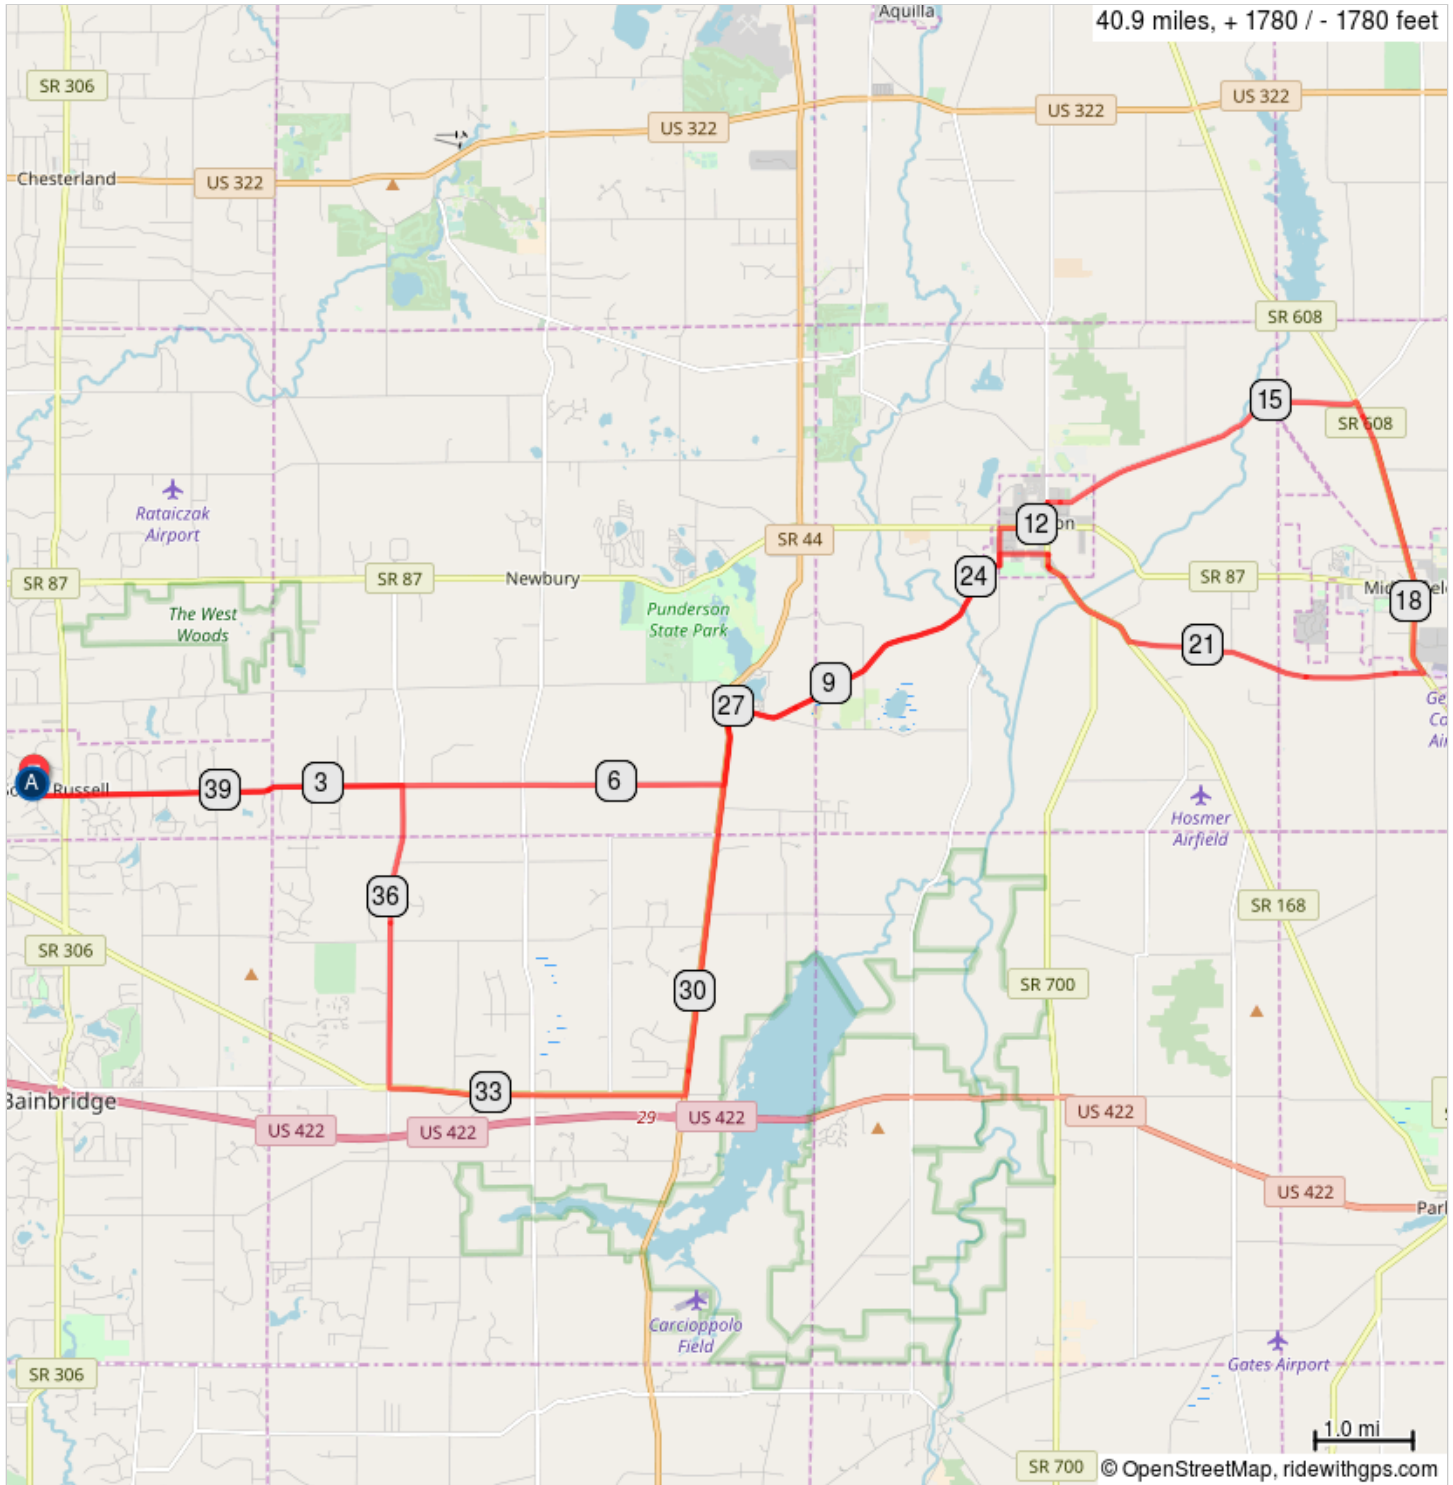 Aquilla
40.9 miles, + 1780 / - 1780 feet
SR 306
US 322
US 322
US 322
Chesterland
US 322
SR 608
15
SR 608
Rataiczak
Airport
12
SR 44
SR 87
SR 87
Newbury
24
SR 87
18
The West
Woods
Punderson
State Park
21
9
27
A
Russell
39
3
6
Hosmer
Airfield
36
SR 168
SR 306
SR 700
30
33
Bainbridge
US 422
US 422
29
US 422
US 422
US 422
Carcioppolo
Field
Gates Airport
SR 306
1.0 mi
SR 700
© OpenStreetMap, ridewithgps.com